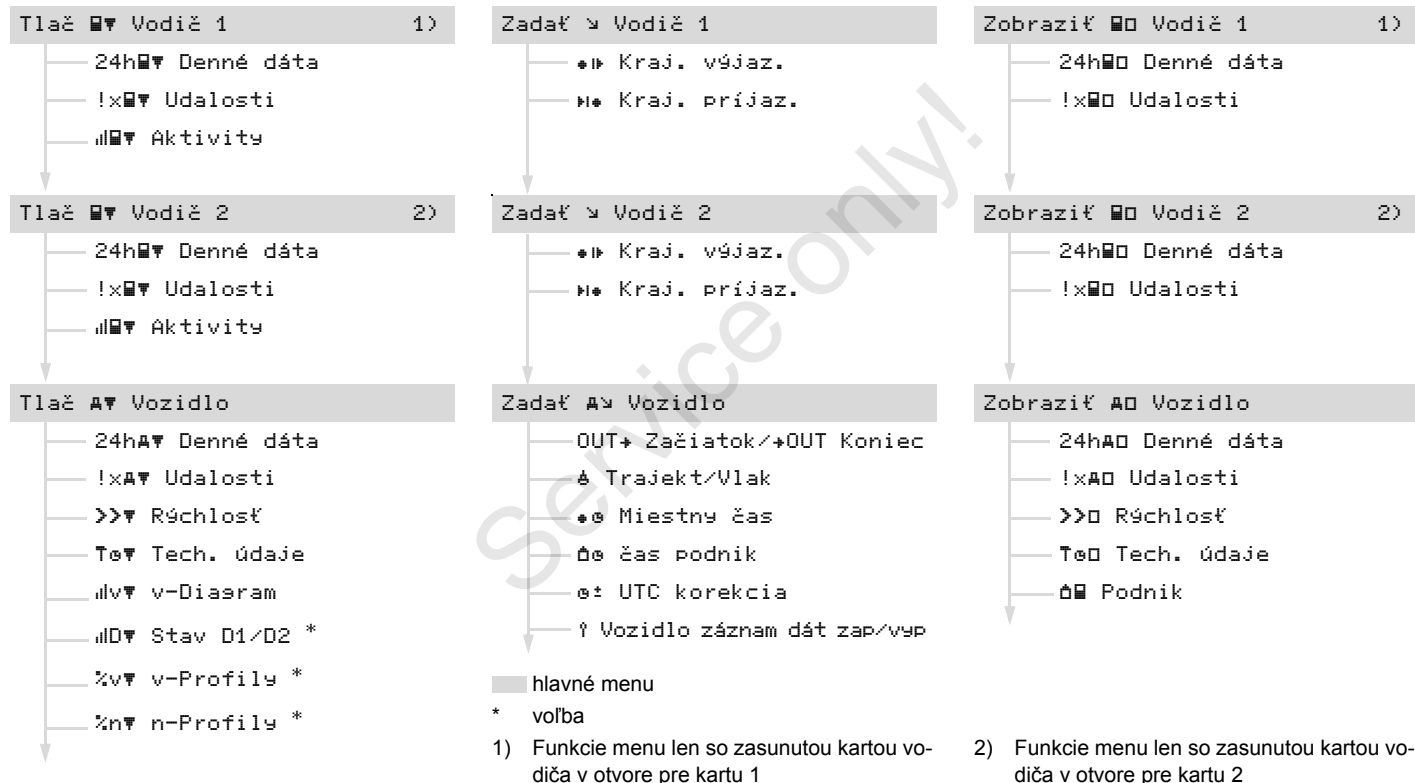 Tlač Vodič 1 1)
24h Denné dáta
!x Udalosti
Aktivity
Tlač Vodič 2 2)
24h Denné dáta
!x Udalosti
Aktivity
Tlač Vozidlo
24h Denné dáta
!x Udalosti
>> Rýchlosť
Tech. údaje
v v-Diagram
D Stav D1/D2 *
%v v-Profily *
%n n-Profily *
Zadať Vodič 1
Kraj. výjaz.
Kraj. príjaz.
Zadať Vodič 2
Kraj. výjaz.
Kraj. príjaz.
Zadať Vozidlo
OUT Začiatok/OUT Koniec
Trajekt/Vlak
Miestny čas
čas podnik
UTC korekcia
Vozidlo záznam dát zap/vyp
hlavné menu
* voľba
1) Funkcie menu len so zasunutou kartou vo-
diča v otvore pre kartu 1
Zobraziť Vodič 1 1)
24h Denné dáta
!x Udalosti
Zobraziť Vodič 2 2)
24h Denné dáta
!x Udalosti
Zobraziť Vozidlo
24h Denné dáta
!x Udalosti
>> Rýchlosť
Tech. údaje
Podnik
2) Funkcie menu len so zasunutou kartou vo-
diča v otvore pre kartu 2
Service only!